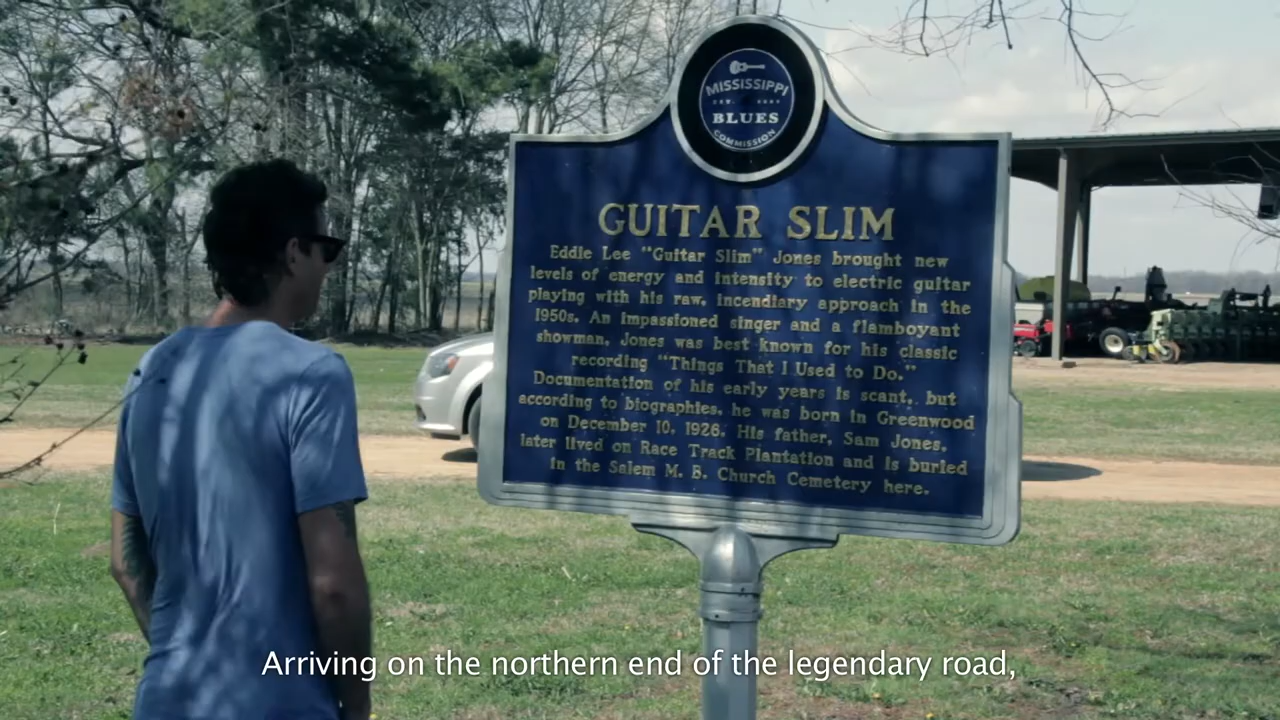 MISSISSIPPI
BLUES
COMMISSION
GUITAR SLIM
Eddie Lee "Guitar Slim" Jones brought new
levels of energy and intensity to electric guitar
playing with his raw, incendiary approach in the
1950s. An impassioned singer and a flamboyant
showman, Jones was best known for his classic
recording "Things That I Used to Do."
Documentation of his early years is scant, but
according to biographies, he was born in Greenwood
on December 10, 1926. His father, Sam Jones,
later lived on Race Track Plantation and is buried
in the Salem M. B. Church Cemetery here.
Arriving on the northern end of the legendary road,